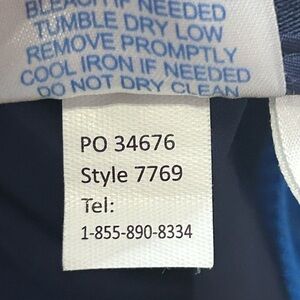 BLEACH IF NEEDED
TUMBLE DRY LOW
REMOVE PROMPTLY
COOL IRON IF NEEDED
DO NOT DRY CLEAN
PO 34676
Style 7769
Tel:
1-855-890-8334